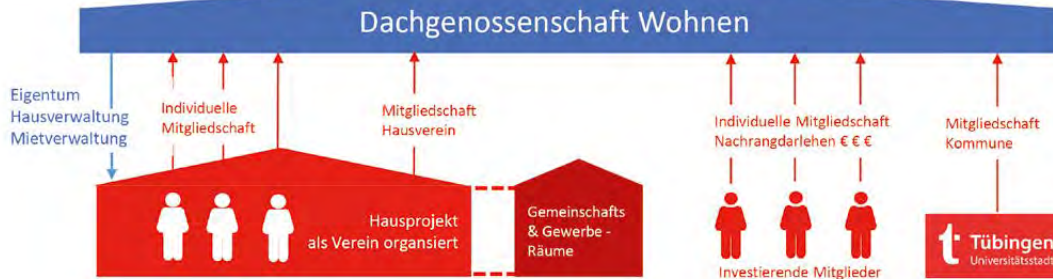 Dachgenossenschaft Wohnen
Eigentum
Hausverwaltung
Mietverwaltung
Individuelle
Mitgliedschaft
Mitgliedschaft
Hausverein
Individuelle Mitgliedschaft
Nachrangdarlehen € € €
Mitgliedschaft
Kommune
Hausprojekt
als Verein organsiert
Gemeinschafts
& Gewerbe -
Räume
Investierende Mitglieder
t Tübingen
Universitätsstadt